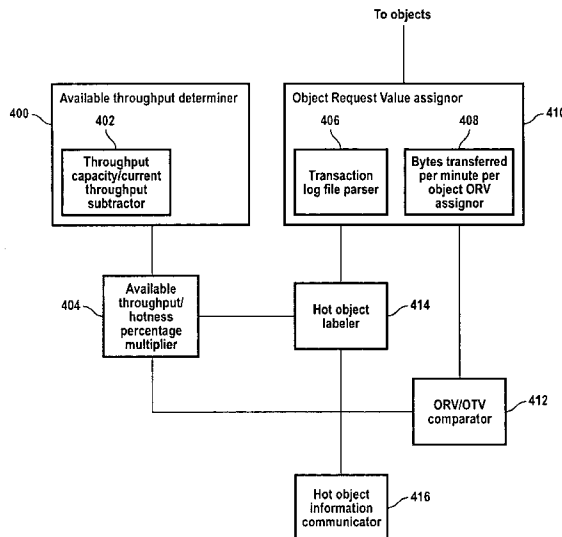 To objects
Available throughput determiner
400
402
Throughput
capacity/current
throughput
subtractor
Object Request Value assignor
410
406
Transaction
log file parser
408
Bytes transferred
per minute per
object ORV
assignor
404
Available
throughput/
hotness
percentage
multiplier
Hot object
labeler
414
ORV/OTV
comparator
412
Hot object
information
communicator
416